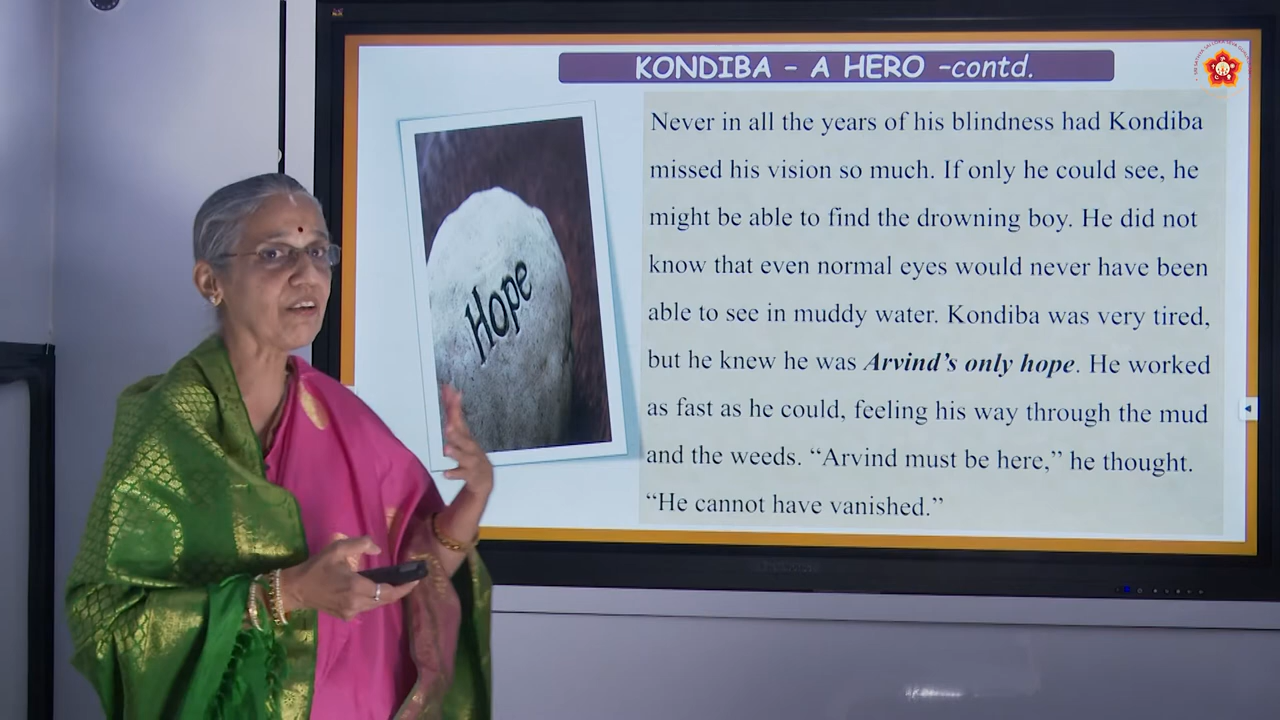 KONDIBA – A HERO -contd.
Hope
Never in all the years of his blindness had Kondiba
missed his vision so much. If only he could see, he
might be able to find the drowning boy. He did not
know that even normal eyes would never have been
able to see in muddy water. Kondiba was very tired,
but he knew he was Arvind’s only hope. He worked
as fast as he could, feeling his way through the mud
and the weeds. “Arvind must be here,” he thought.
“He cannot have vanished.”